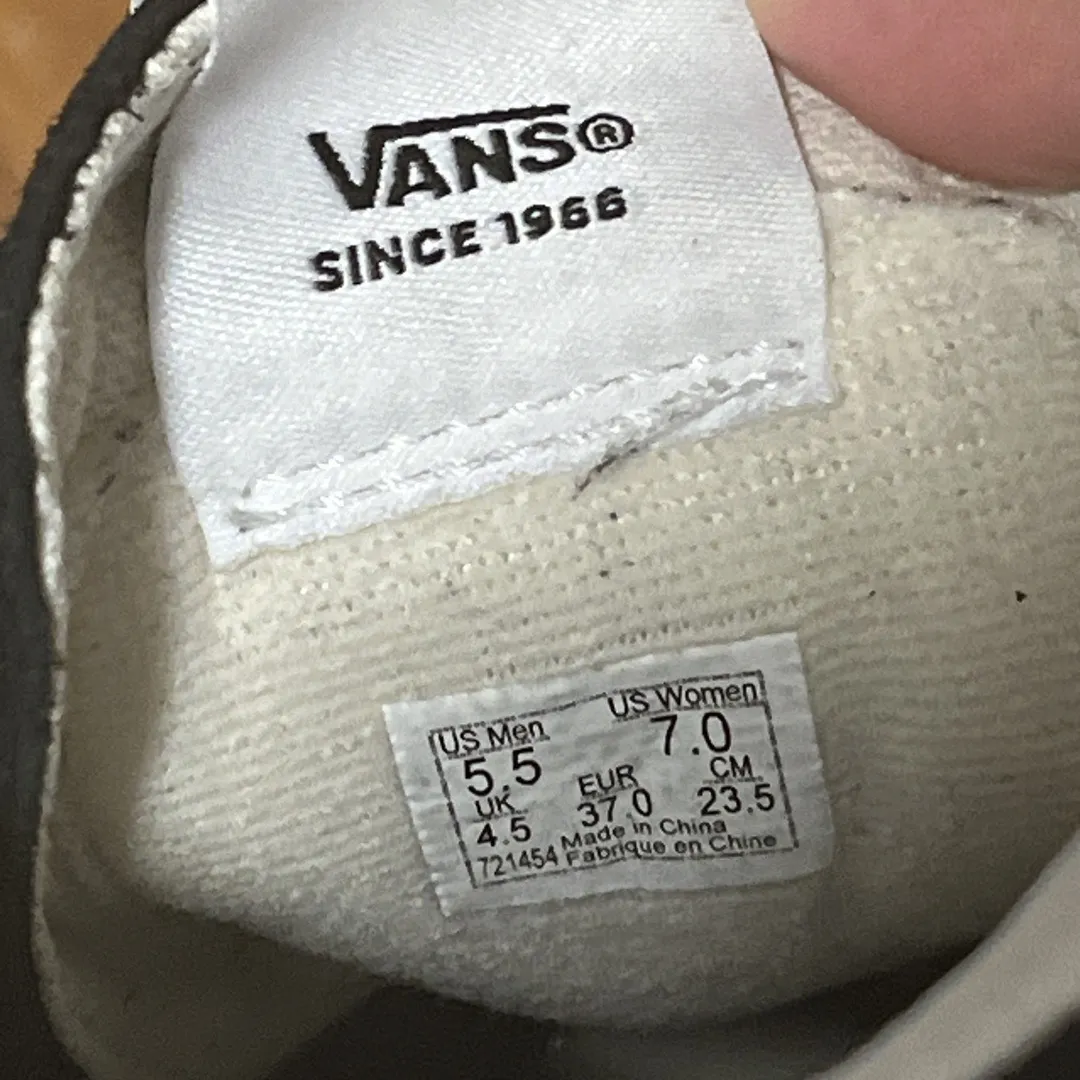 VANS®
SINCE 1966
US Men US Women
5.5 7.0
UK EUR CM
4.5 37.0 23.5
Made in China
721454 Fabrique en Chine